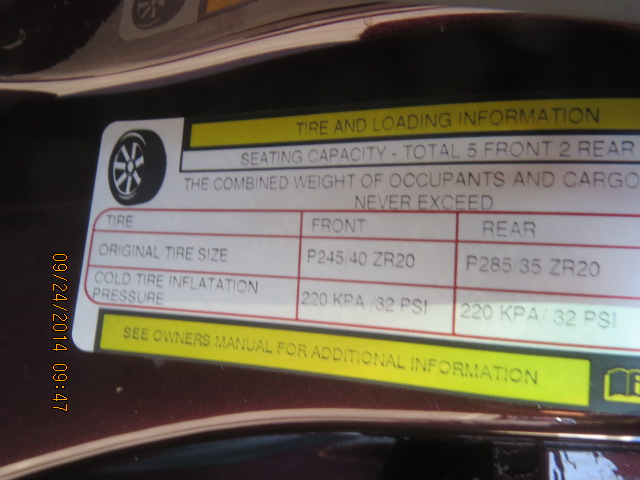 TIRE AND LOADING INFORMATION
SEATING CAPACITY - TOTAL 5 FRONT 2 REAR
THE COMBINED WEIGHT OF OCCUPANTS AND CARGO
NEVER EXCEED
TIRE FRONT REAR
ORIGINAL TIRE SIZE P245/40 ZR20 P285/35 ZR20
COLD TIRE INFLATION
PRESSURE 220 KPA /32 PSI 220 KPA/ 32 PSI
SEE OWNERS MANUAL FOR ADDITIONAL INFORMATION
09/24/2014 09:47